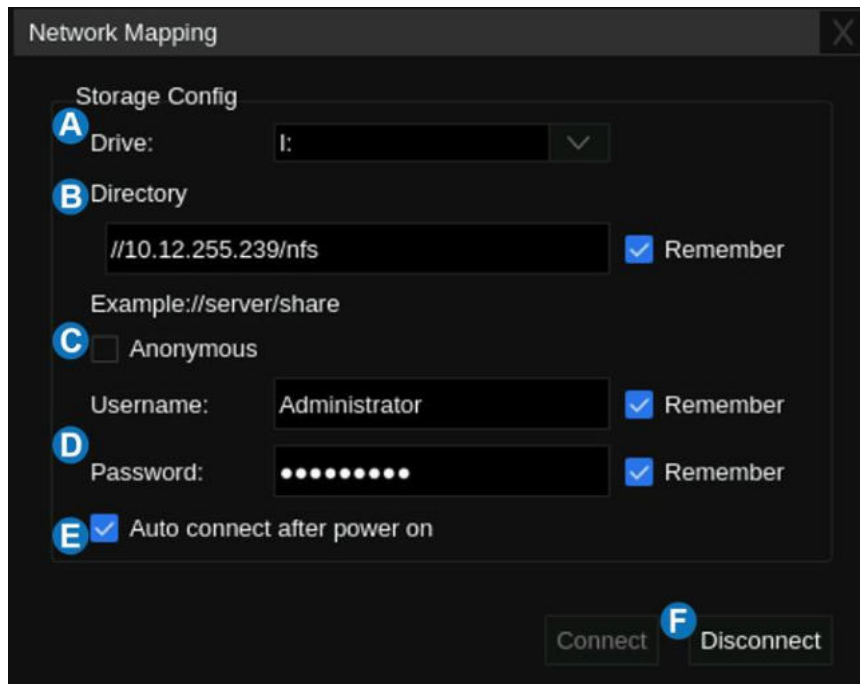 Network Mapping X
Storage Config
A
Drive: I:
B Directory
//10.12.255.239/nfs Remember
Example://server/share
C Anonymous
Username: Administrator Remember
D
Password: ●●●●●●●●● Remember
E Auto connect after power on
Connect F Disconnect